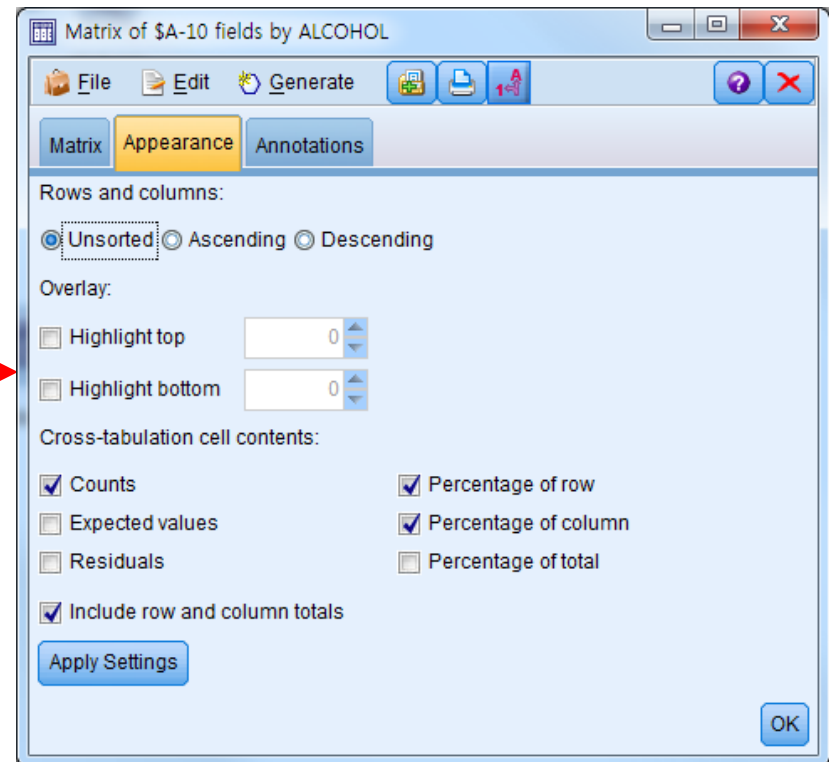 Matrix of $A-10 fields by ALCOHOL
File Edit Generate
Matrix Appearance Annotations
Rows and columns:
Unsorted Ascending Descending
Overlay:
Highlight top 0
Highlight bottom 0
Cross-tabulation cell contents:
Counts Percentage of row
Expected values Percentage of column
Residuals Percentage of total
Include row and column totals
Apply Settings
OK